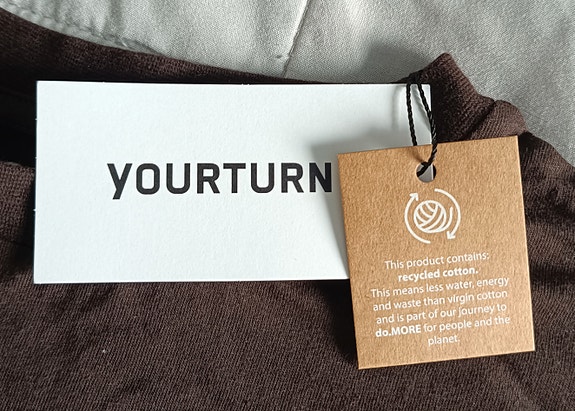 YOURTURN
This product contains:
recycled cotton.
This means less water, energy
and waste than virgin cotton
and is part of our journey to
do.MORE for people and the
planet.